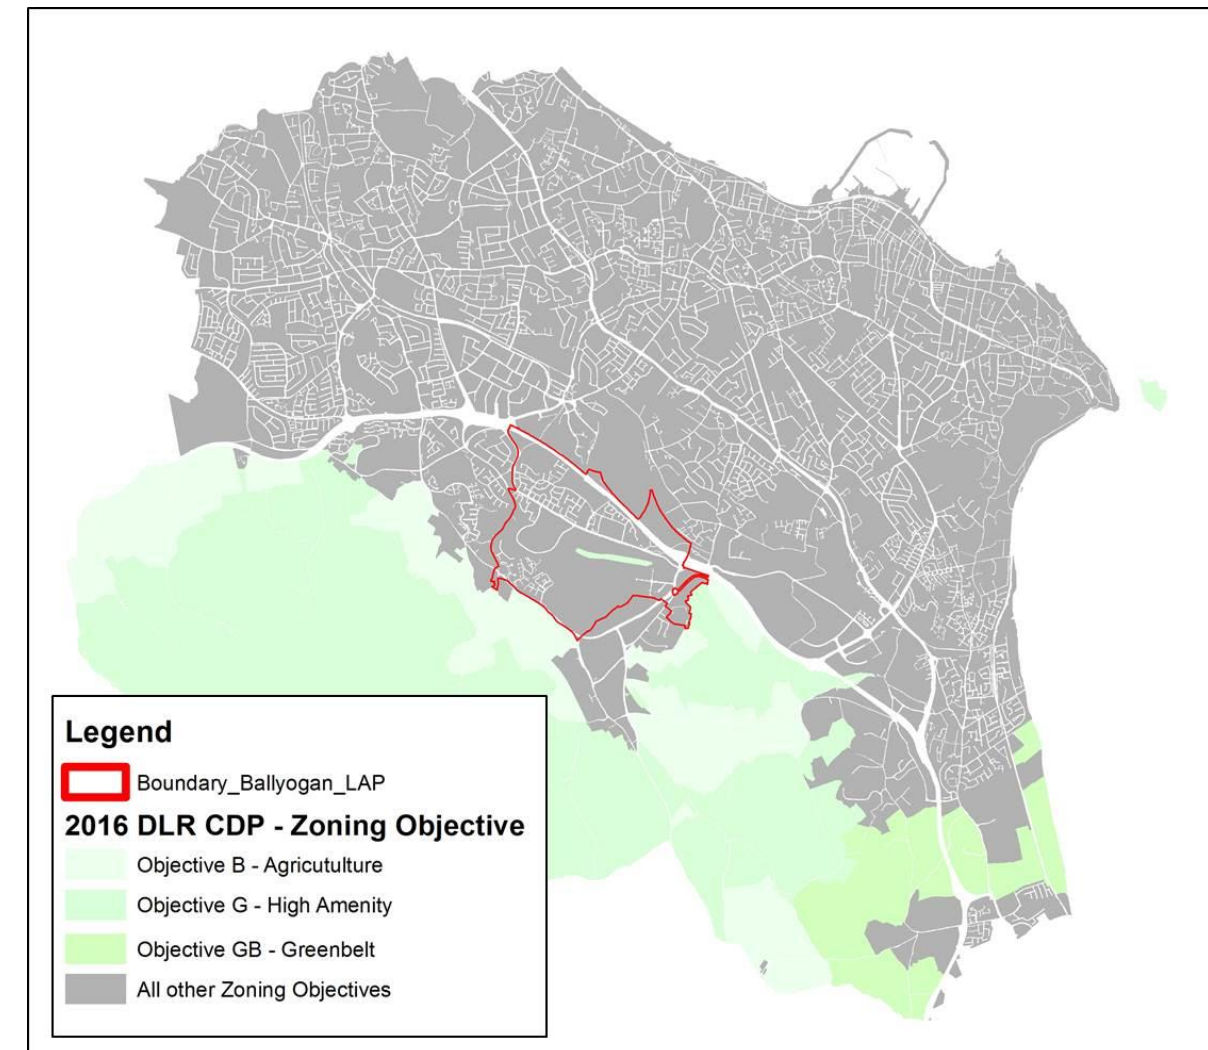 Legend
Boundary_Ballyogan_LAP
2016 DLR CDP - Zoning Objective
Objective B - Agricutulture
Objective G - High Amenity
Objective GB - Greenbelt
All other Zoning Objectives